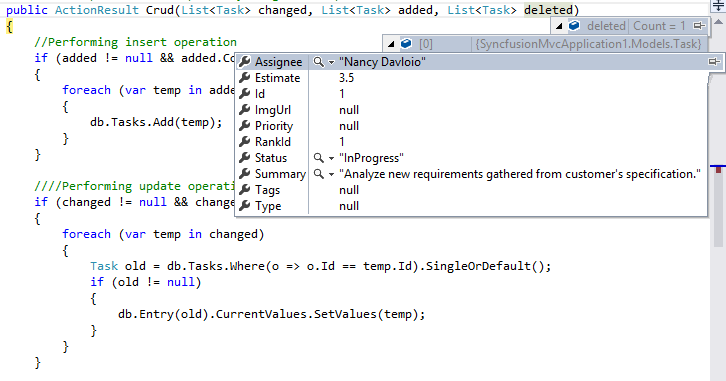 public ActionResult Crud(List<Task> changed, List<Task> added, List<Task> deleted)
deleted Count = 1
{
[0] {SyncfusionMvcApplication1.Models.Task}
//Performing insert operation
if (added != null && added.Co
Assignee "Nancy Davloio"
{
Estimate 3.5
foreach (var temp in adde
Id 1
{
ImgUrl null
db.Tasks.Add(temp);
Priority null
}
RankId 1
}
Status "InProgress"
Summary "Analyze new requirements gathered from customer's specification."
////Performing update operati
Tags null
if (changed != null && change
Type null
{
foreach (var temp in changed)
{
Task old = db.Tasks.Where(o => o.Id == temp.Id).SingleOrDefault();
if (old != null)
{
db.Entry(old).CurrentValues.SetValues(temp);
}
}
}